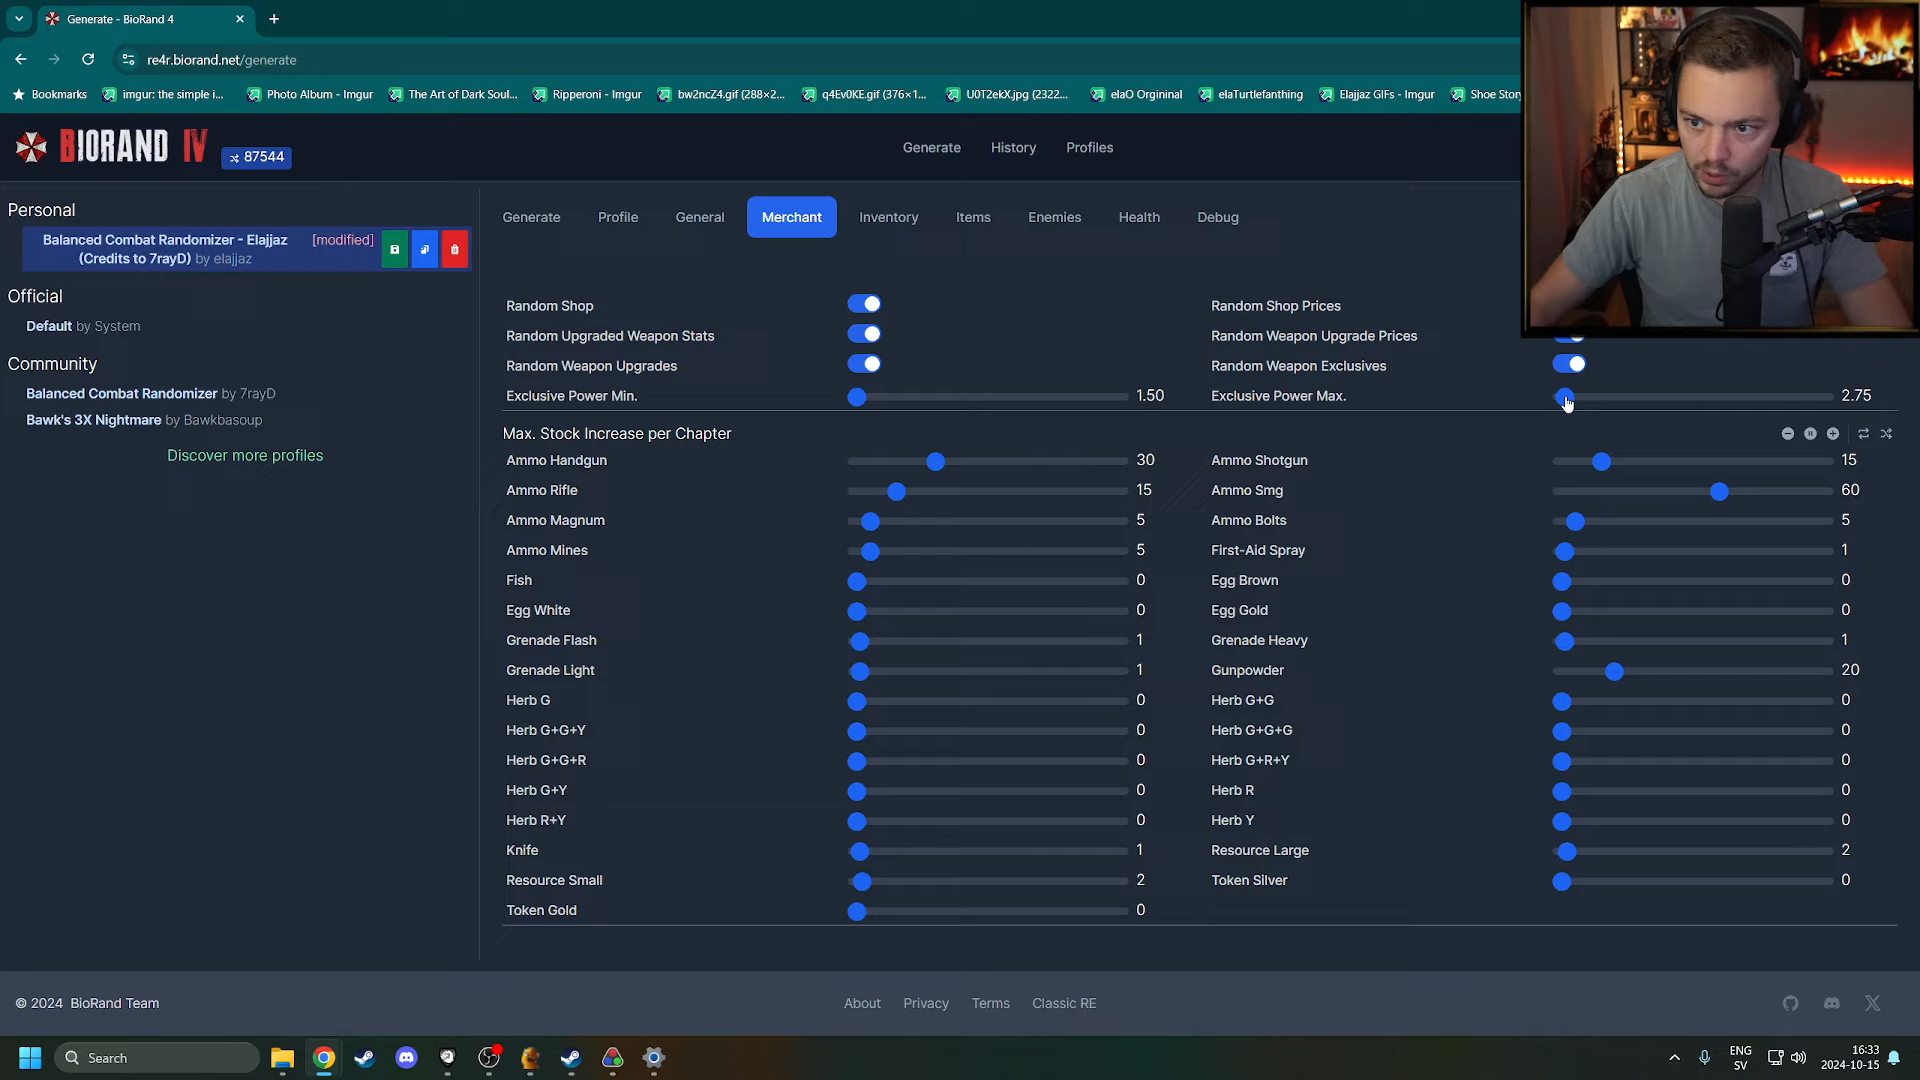 Generate - BioRand 4
re4r.biorand.net/generate
Bookmarks
imgur: the simple i...
Photo Album - Imgur
The Art of Dark Soul...
Ripperoni - Imgur
bw2ncZ4.gif (288×2...
q4Ev0KE.gif (376×1...
U0T2ekX.jpg (2322...
elaO Orgininal
elaTurtlefanthing
Elajjaz GIFs - Imgur
Shoe Story
BIORAND IV
87544
Generate
History
Profiles
Personal
Balanced Combat Randomizer - Elajjaz (Credits to 7rayD) by elajjaz
[modified]
Official
Default by System
Community
Balanced Combat Randomizer by 7rayD
Bawk's 3X Nightmare by Bawkbasoup
Discover more profiles
Generate
Profile
General
Merchant
Inventory
Items
Enemies
Health
Debug
Random Shop
Random Shop Prices
Random Upgraded Weapon Stats
Random Weapon Upgrade Prices
Random Weapon Upgrades
Random Weapon Exclusives
Exclusive Power Min. 1.50
Exclusive Power Max. 2.75
Max. Stock Increase per Chapter
Ammo Handgun 30
Ammo Shotgun 15
Ammo Rifle 15
Ammo Smg 60
Ammo Magnum 5
Ammo Bolts 5
Ammo Mines 5
First-Aid Spray 1
Fish 0
Egg Brown 0
Egg White 0
Egg Gold 0
Grenade Flash 1
Grenade Heavy 1
Grenade Light 1
Gunpowder 20
Herb G 0
Herb G+G 0
Herb G+G+Y 0
Herb G+G+G 0
Herb G+G+R 0
Herb G+R+Y 0
Herb G+Y 0
Herb R 0
Herb R+Y 0
Herb Y 0
Knife 1
Resource Large 2
Resource Small 2
Token Silver 0
Token Gold 0
© 2024 BioRand Team
About
Privacy
Terms
Classic RE
Search
ENG
SV
16:33
2024-10-15